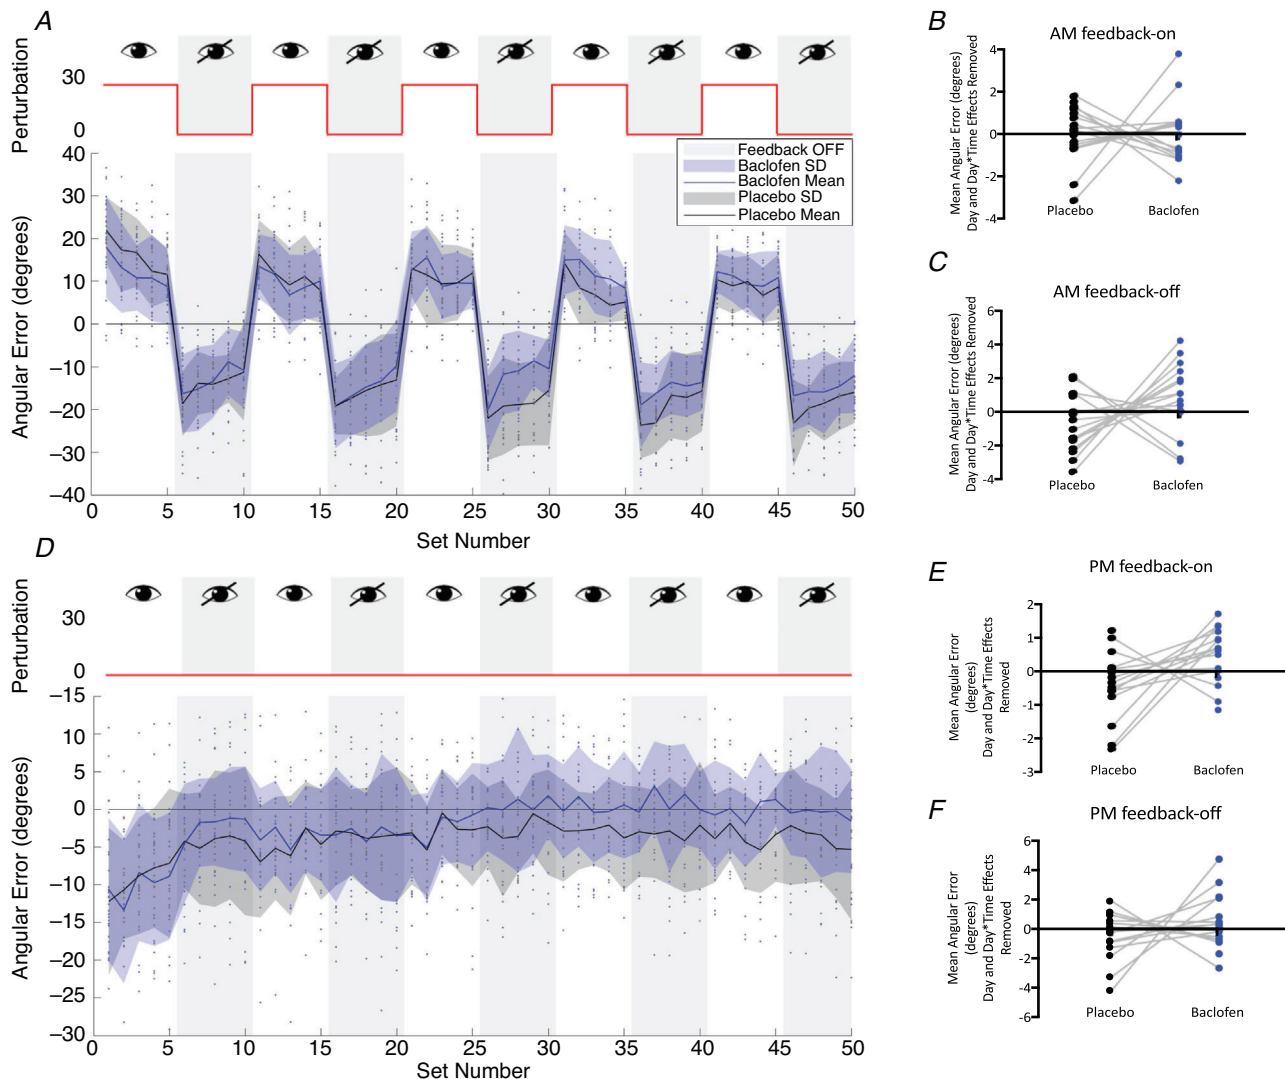 A
Perturbation
30
0
40
30
20
10
0
−10
−20
−30
−40
Angular Error (degrees)
Feedback OFF
Baclofen SD
Baclofen Mean
Placebo SD
Placebo Mean
0 5 10 15 20 25 30 35 40 45 50
Set Number
B
AM feedback-on
Mean Angular Error (degrees)
Day and Day*Time Effects Removed
4
2
0
-2
-4
Placebo Baclofen
C
AM feedback-off
Mean Angular Error (degrees)
Day and Day*Time Effects Removed
6
4
2
0
-2
-4
Placebo Baclofen
D
Perturbation
30
0
−15
10
5
0
−5
−10
−15
−20
−25
−30
Angular Error (degrees)
0 5 10 15 20 25 30 35 40 45 50
Set Number
E
PM feedback-on
Mean Angular Error
(degrees)
Day and Day*Time Effects
Removed
2
1
0
-1
-2
-3
Placebo Baclofen
F
PM feedback-off
Mean Angular Error
(degrees)
Day and Day*Time Effects
Removed
6
4
2
0
-2
-4
-6
Placebo Baclofen